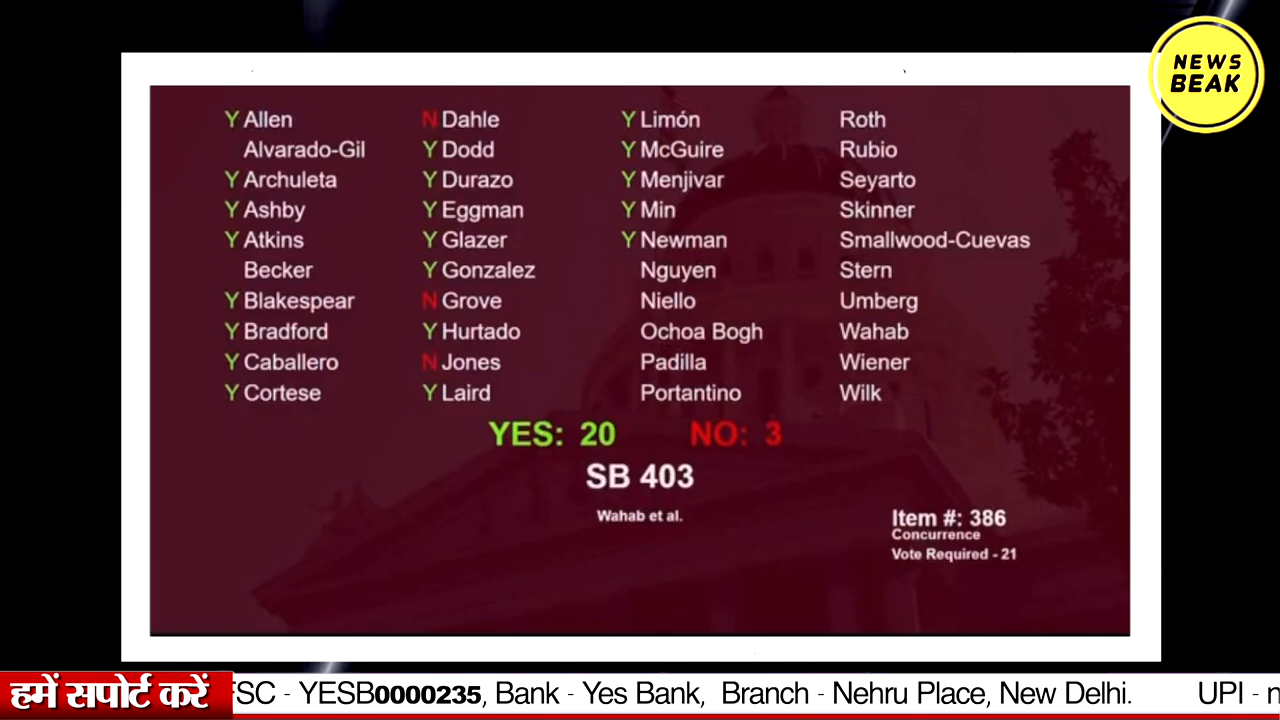 NEWS
BEAK
Y Allen N Dahle Y Limón Roth
Alvarado-Gil Y Dodd Y McGuire Rubio
Y Archuleta Y Durazo Y Menjivar Seyarto
Y Ashby Y Eggman Y Min Skinner
Y Atkins Y Glazer Y Newman Smallwood-Cuevas
Becker Y Gonzalez Nguyen Stern
Y Blakespear N Grove Niello Umberg
Y Bradford Y Hurtado Ochoa Bogh Wahab
Y Caballero N Jones Padilla Wiener
Y Cortese Y Laird Portantino Wilk
YES: 20 NO: 3
SB 403
Wahab et al.
Item #: 386
Concurrence
Vote Required - 21
हमें सपोर्ट करें FSC - YESB0000235, Bank - Yes Bank, Branch - Nehru Place, New Delhi. UPI - n